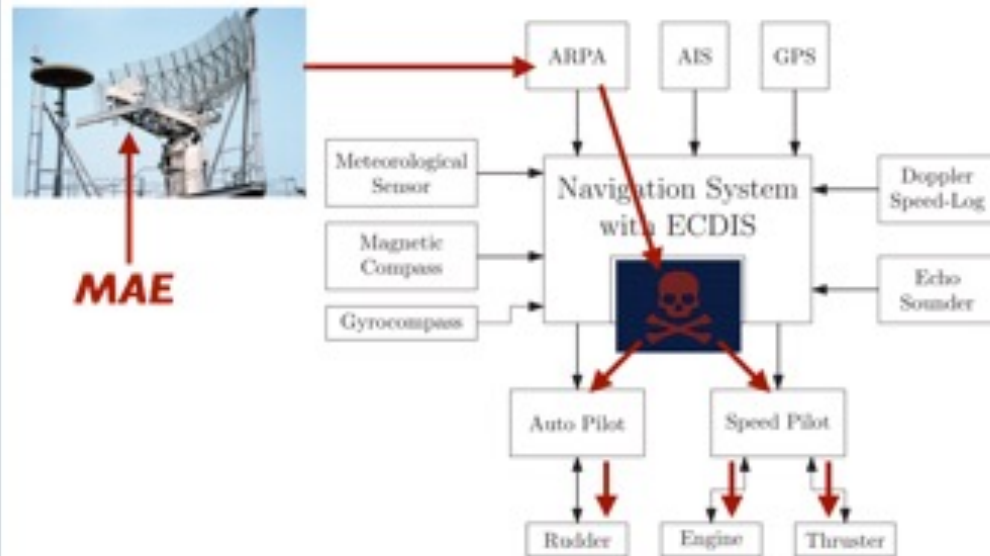 ARPA
AIS
GPS
Meteorological
Sensor
Navigation System
with ECDIS
Doppler
Speed-Log
Magnetic
Compass
MAE
Echo
Sounder
Gyrocompass
Auto Pilot
Speed Pilot
Rudder
Engine
Thruster